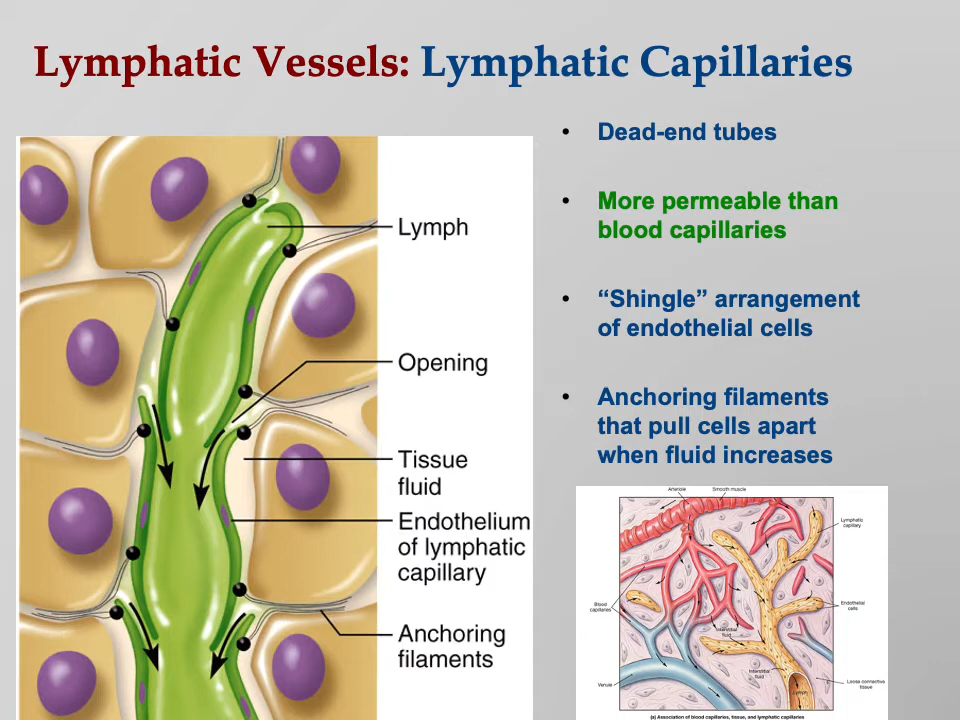 Lymphatic Vessels: Lymphatic Capillaries
• Dead-end tubes
• More permeable than
blood capillaries
• “Shingle” arrangement
of endothelial cells
• Anchoring filaments
that pull cells apart
when fluid increases
Lymph
Opening
Tissue
fluid
Endothelium
of lymphatic
capillary
Anchoring
filaments
Arteriole
Smooth muscle
Lymphatic
capillary
Blood
capillaries
Endothelial
cells
Interstitial
fluid
Interstitial
fluid
Venule
Lymph
Loose connective
tissue
(a) Association of blood capillaries, tissue, and lymphatic capillaries